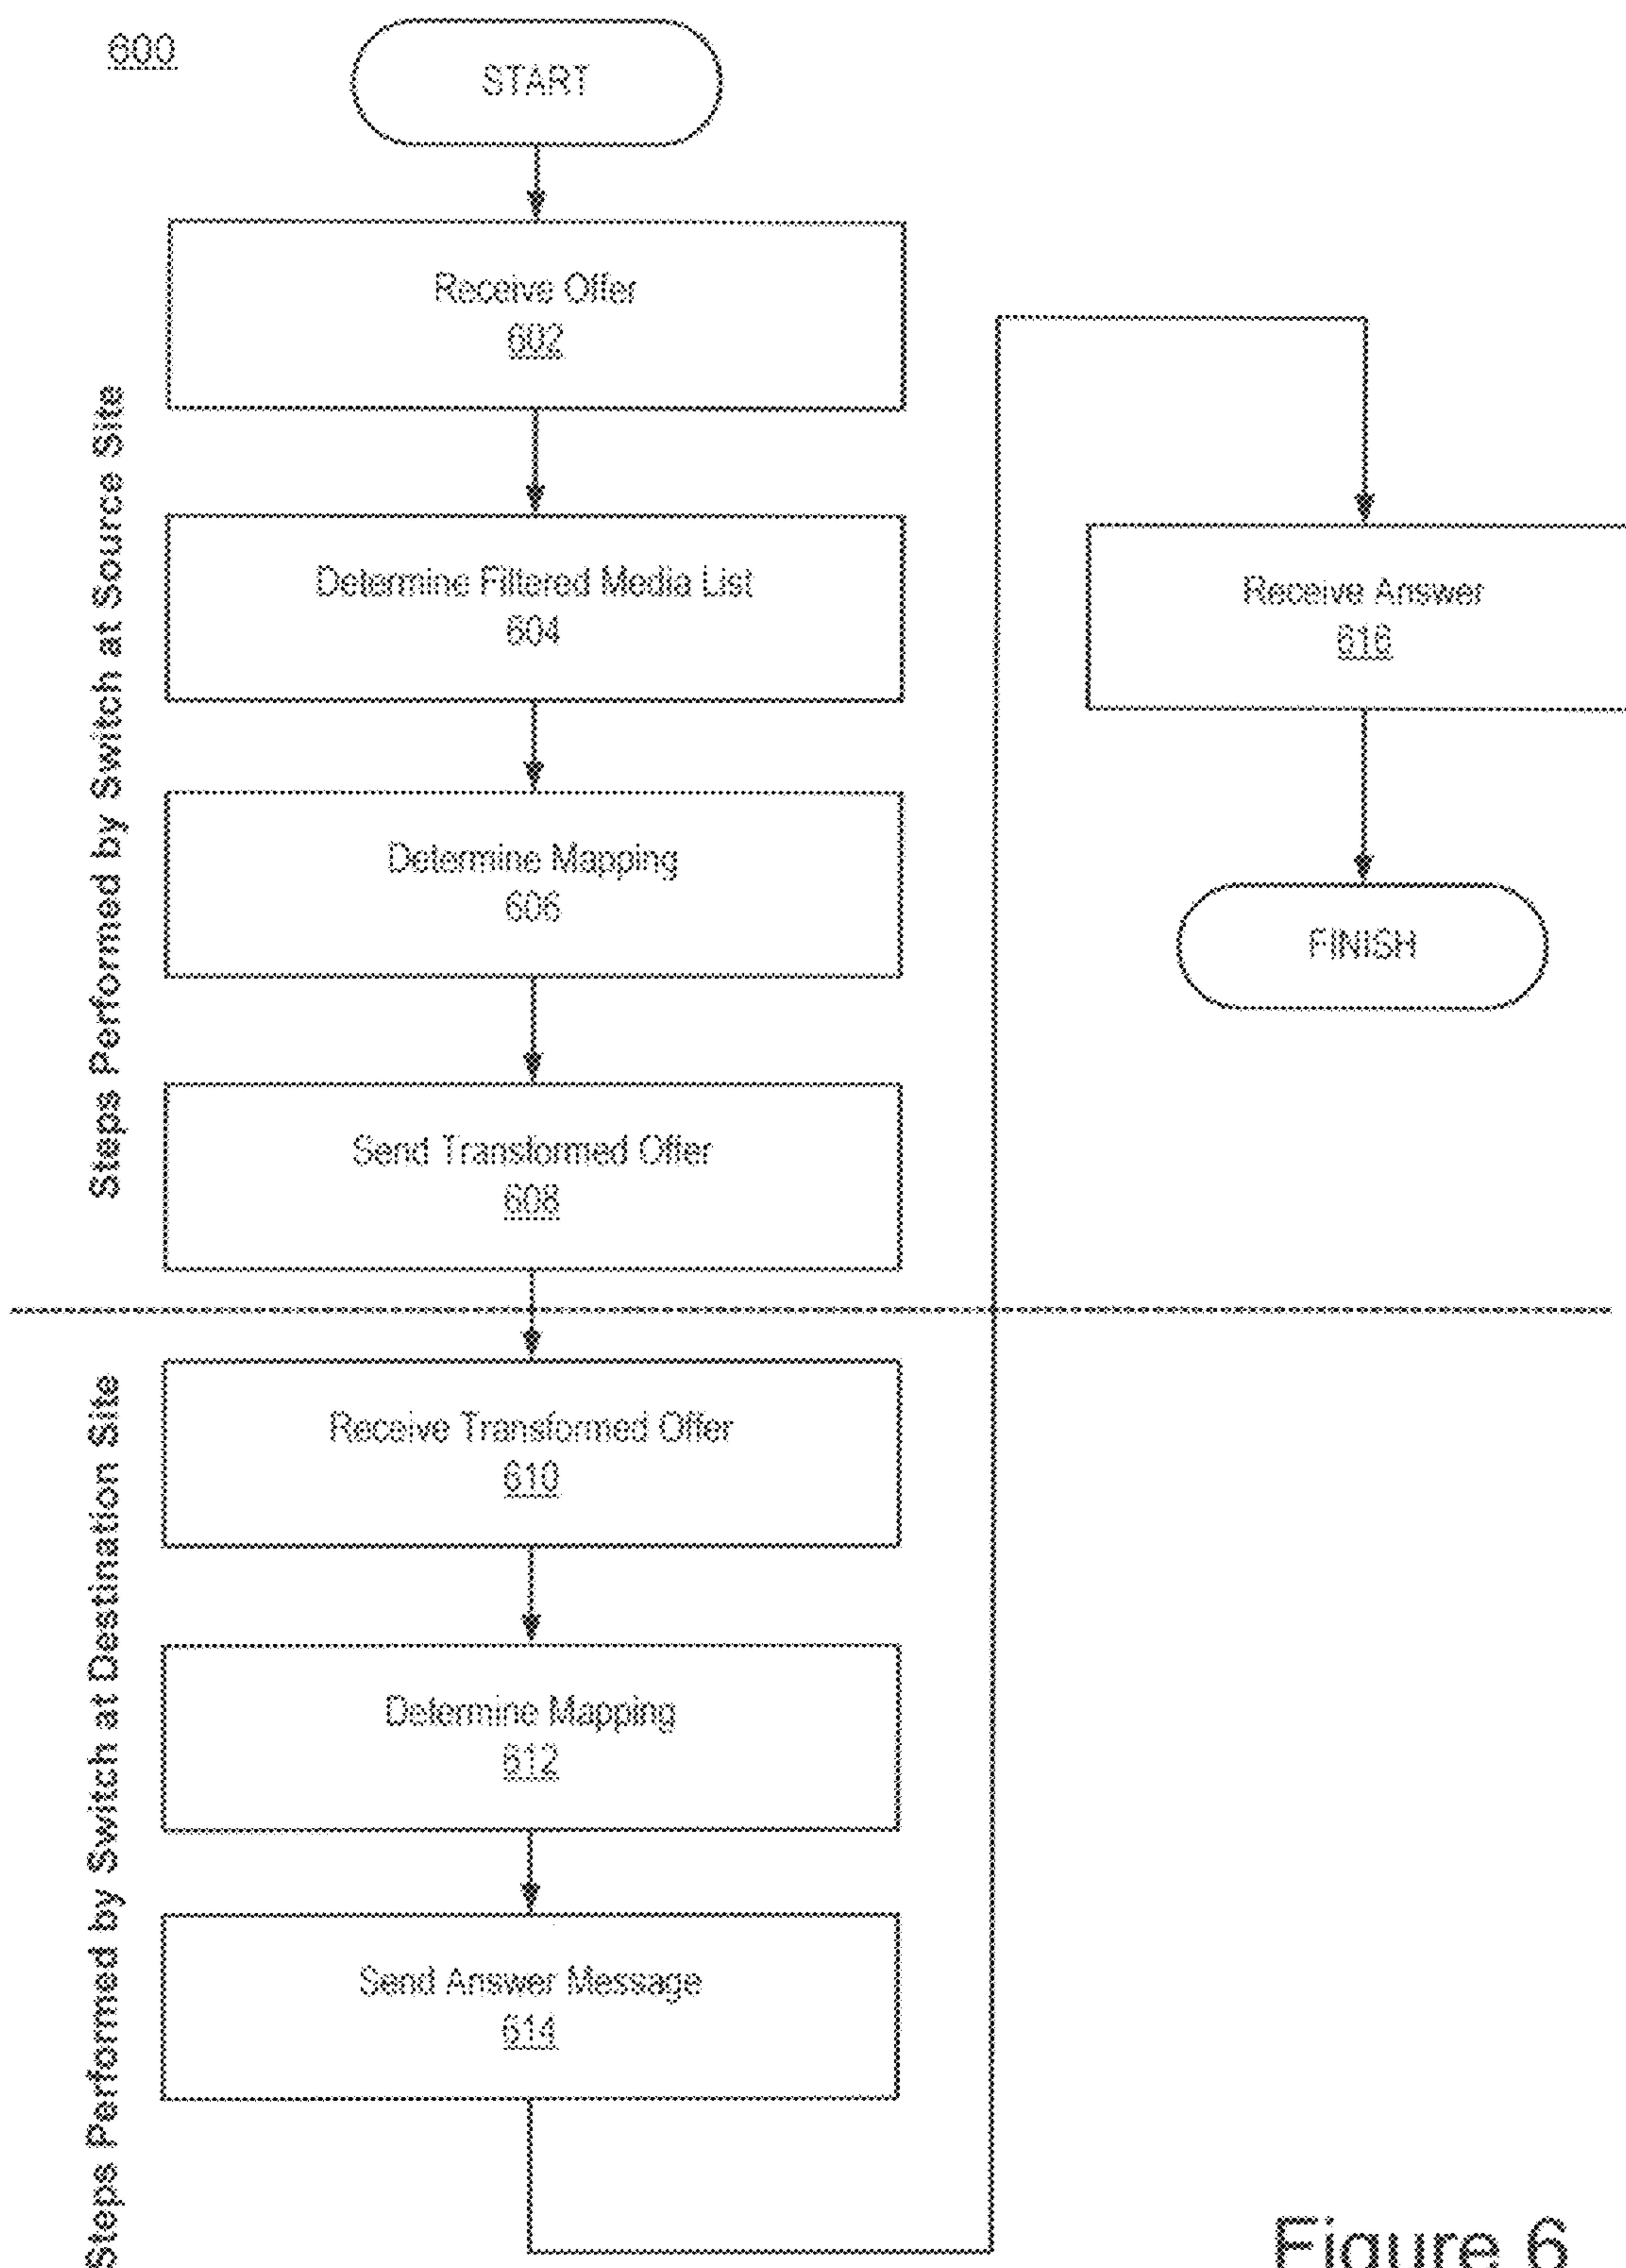 600
START
Receive Offer
602
Determine Filtered Media List
604
Determine Mapping
606
Send Transformed Offer
608
Steps Performed by Switch at Source Site
Receive Transformed Offer
610
Determine Mapping
612
Send Answer Message
614
Steps Performed by Switch at Destination Site
Receive Answer
616
FINISH
Figure 6